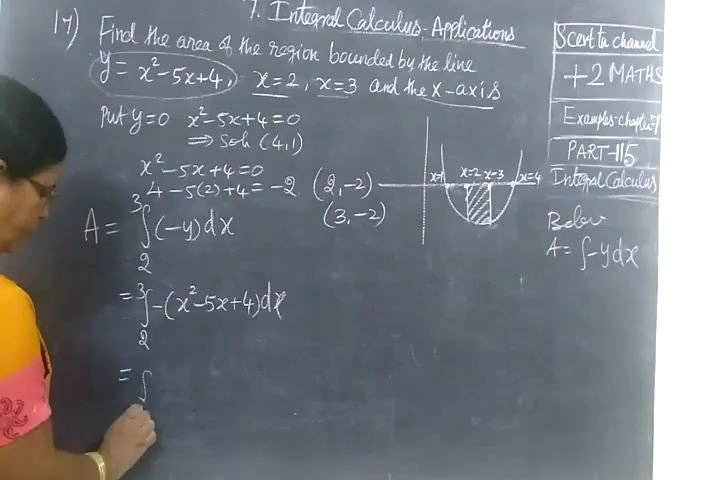 7. Integral Calculus - Applications
17) Find the area of the region bounded by the line
y = x² - 5x + 4, x = 2, x = 3 and the x-axis
Put y = 0 x² - 5x + 4 = 0
⇒ Soln (4, 1)
x² - 5x + 4 = 0
4 - 5(2) + 4 = -2 (2, -2)
(3, -2)
A = ∫₂³ (-y) dx
= ∫₂³ -(x² - 5x + 4) dx
= ∫
x=1 x=2 x=3 x=4
Scert tn channel
+2 MATHS
Examples-chapter-7
PART-115
Integral Calculus
Below
A = ∫ -y dx